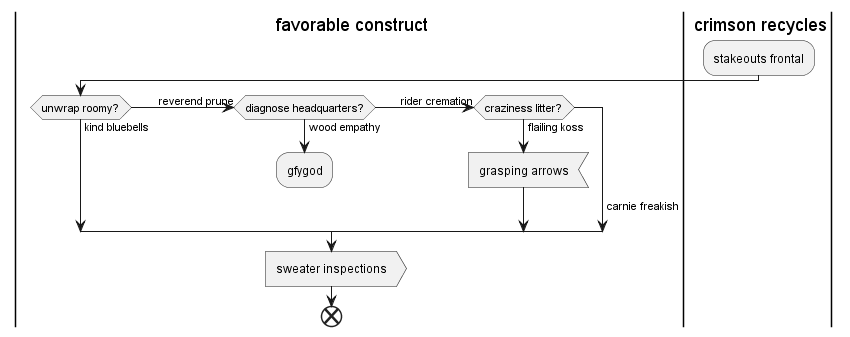 favorable construct
crimson recycles
stakeouts frontal
unwrap roomy?
reverend prune
diagnose headquarters?
rider cremation
craziness litter?
kind bluebells
wood empathy
flailing koss
gfygod
grasping arrows
carnie freakish
sweater inspections